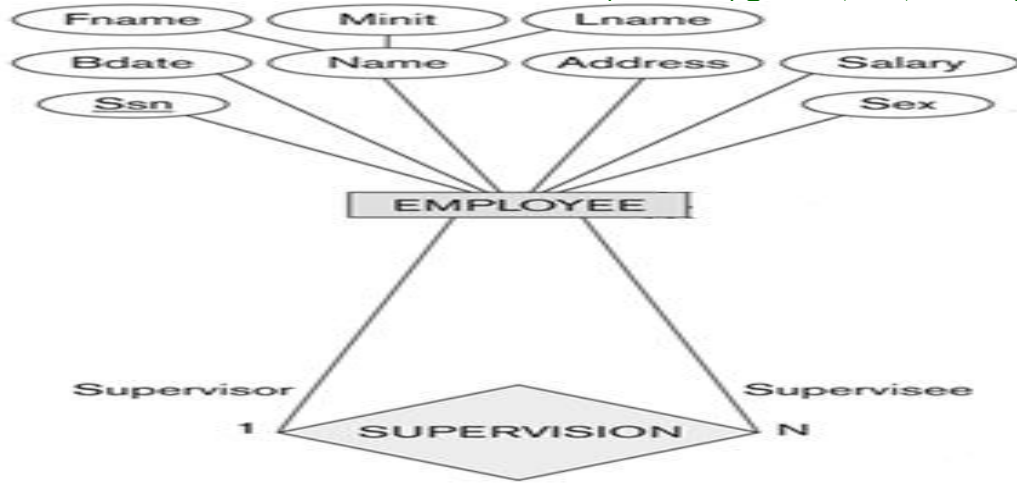 Fname Minit Lname
Bdate Name Address Salary
Ssn Sex
EMPLOYEE
Supervisor Supervisee
1 SUPERVISION N